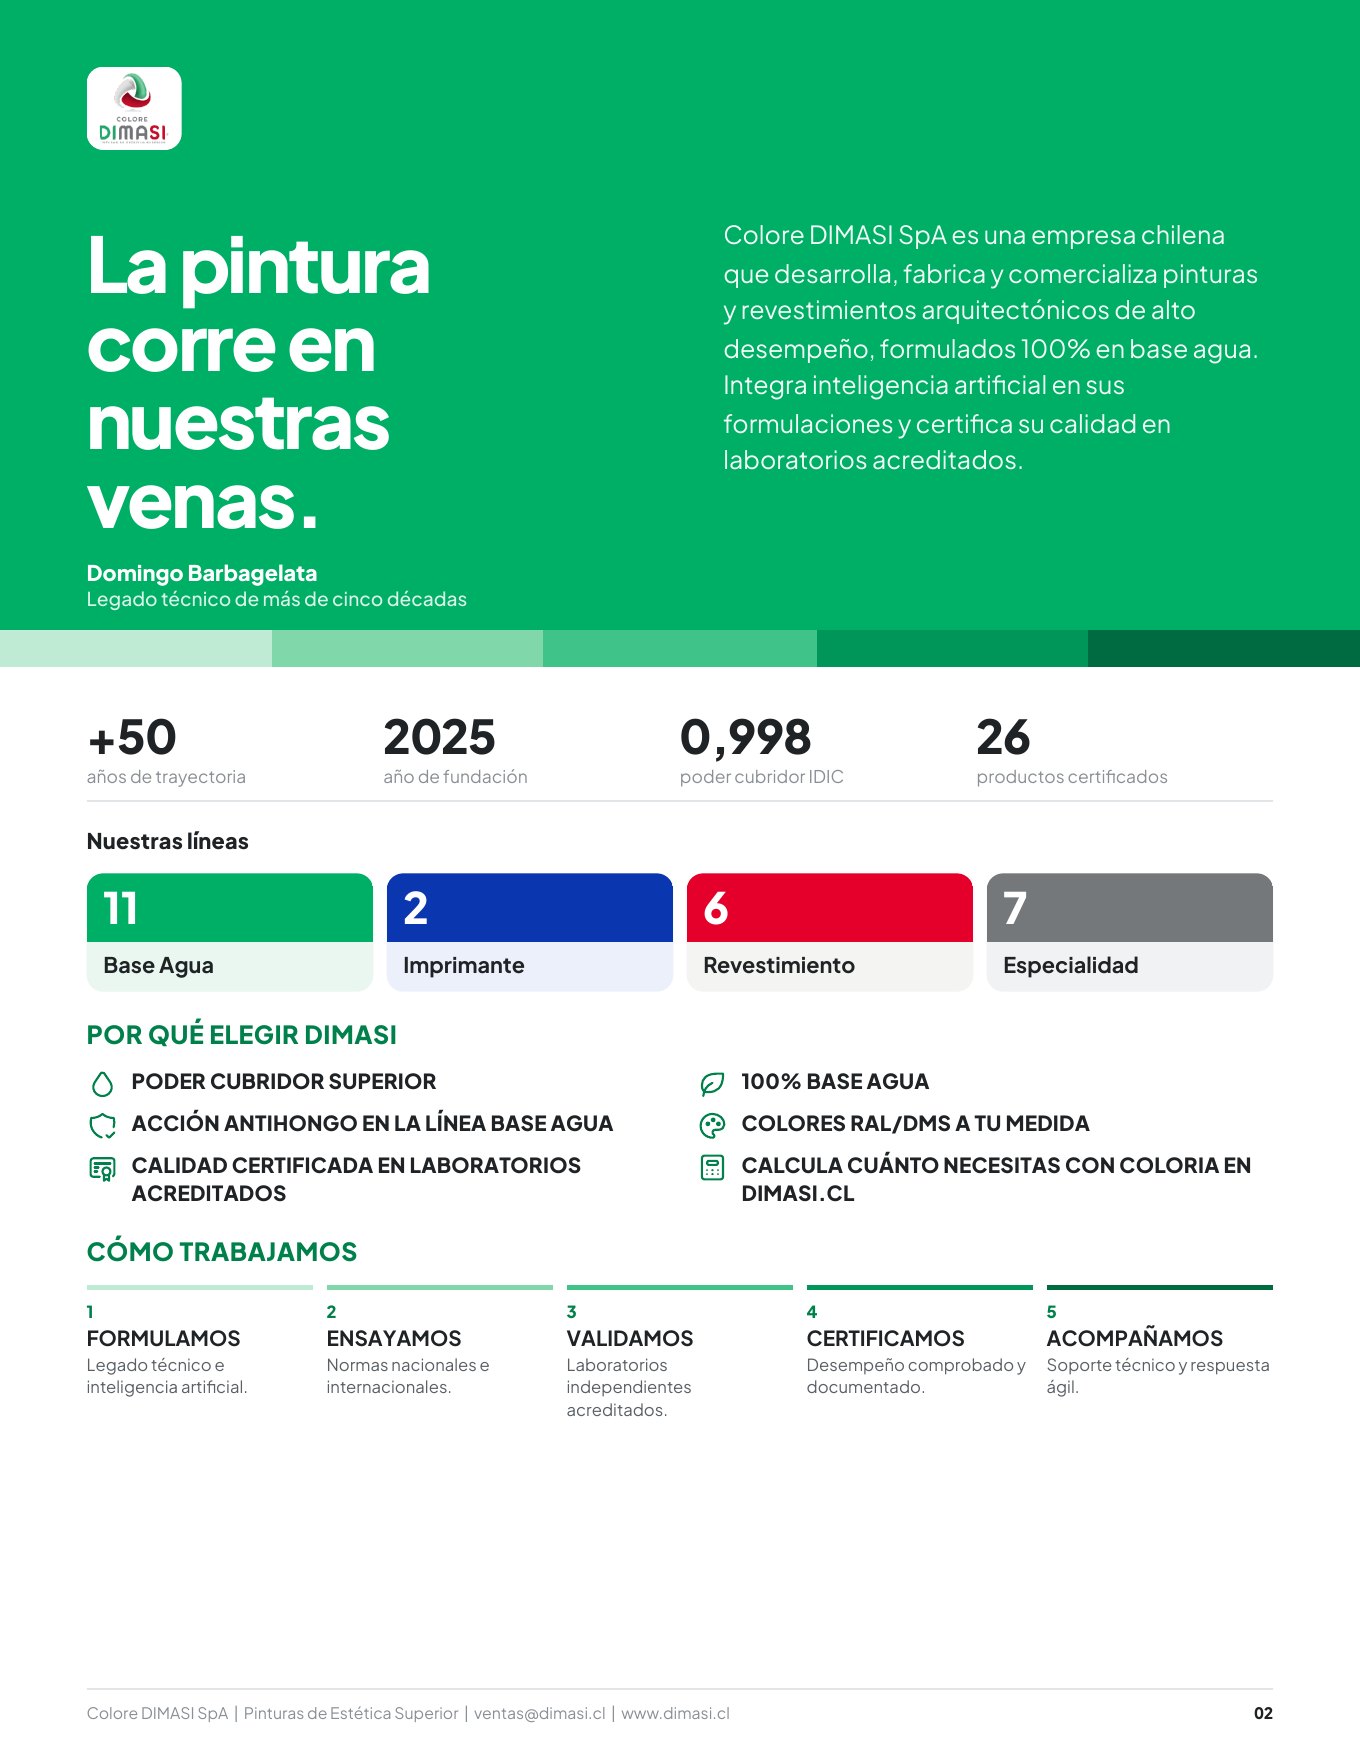 COLORE
DIMASI
La pintura
corre en
nuestras
venas.
Domingo Barbagelata
Legado técnico de más de cinco décadas
Colore DIMASI SpA es una empresa chilena
que desarrolla, fabrica y comercializa pinturas
y revestimientos arquitectónicos de alto
desempeño, formulados 100% en base agua.
Integra inteligencia artificial en sus
formulaciones y certifica su calidad en
laboratorios acreditados.
+50
años de trayectoria
2025
año de fundación
0,998
poder cubridor IDIC
26
productos certificados
Nuestras líneas
11
Base Agua
2
Imprimante
6
Revestimiento
7
Especialidad
POR QUÉ ELEGIR DIMASI
PODER CUBRIDOR SUPERIOR
100% BASE AGUA
ACCIÓN ANTIHONGO EN LA LÍNEA BASE AGUA
COLORES RAL/DMS A TU MEDIDA
CALIDAD CERTIFICADA EN LABORATORIOS
ACREDITADOS
CALCULA CUÁNTO NECESITAS CON COLORIA EN
DIMASI.CL
CÓMO TRABAJAMOS
1
FORMULAMOS
Legado técnico e
inteligencia artificial.
2
ENSAYAMOS
Normas nacionales e
internacionales.
3
VALIDAMOS
Laboratorios
independientes
acreditados.
4
CERTIFICAMOS
Desempeño comprobado y
documentado.
5
ACOMPAÑAMOS
Soporte técnico y respuesta
ágil.
Colore DIMASI SpA | Pinturas de Estética Superior | ventas@dimasi.cl | www.dimasi.cl
02